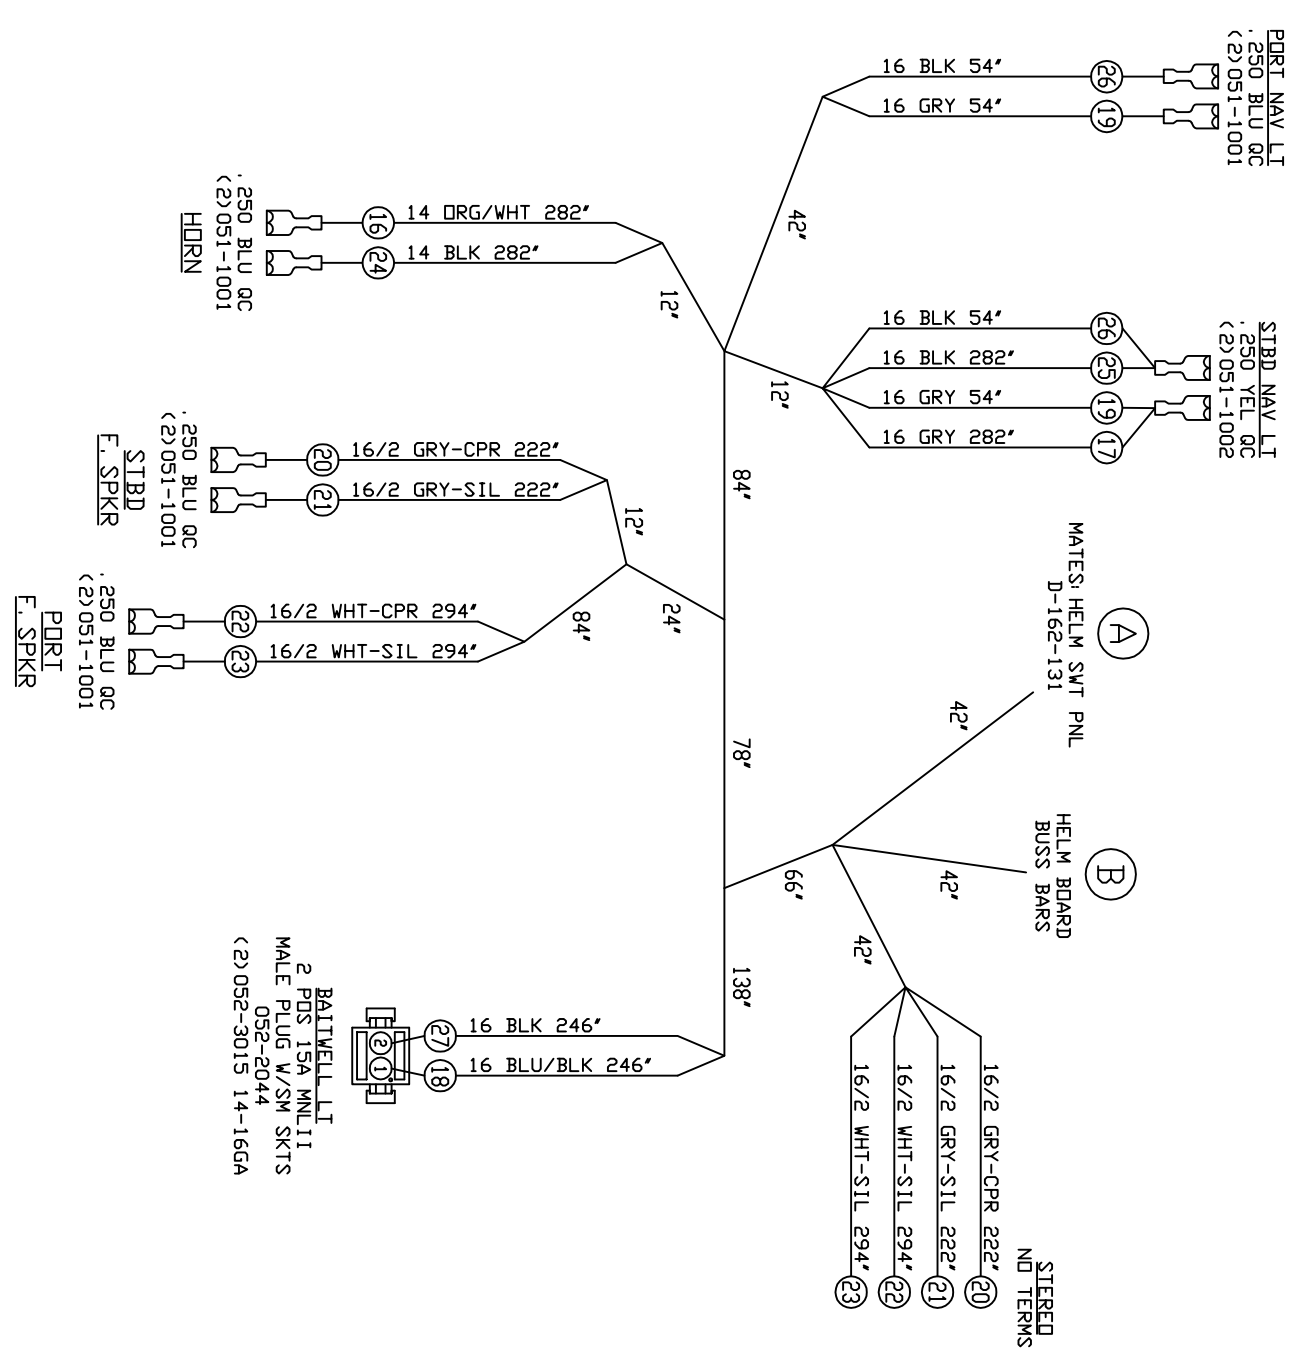 PORT NAV LT
.250 BLU QC
(2)051-1001
16 BLK 54"
26
16 GRY 54"
19
42"
14 ORG/WHT 282"
16
14 BLK 282"
24
.250 BLU QC
(2)051-1001
HORN
12"
STBD NAV LT
.250 YEL QC
(2)051-1002
16 BLK 54"
26
16 BLK 282"
25
16 GRY 54"
19
16 GRY 282"
17
12"
84"
16/2 GRY-CPR 222"
20
16/2 GRY-SIL 222"
21
.250 BLU QC
(2)051-1001
STBD
F. SPKR
12"
24"
84"
16/2 WHT-CPR 294"
22
16/2 WHT-SIL 294"
23
.250 BLU QC
(2)051-1001
PORT
F. SPKR
78"
A
MATES: HELM SWT PNL
D-162-131
42"
B
HELM BOARD
BUSS BARS
42"
66"
42"
138"
16/2 GRY-CPR 222"
20
16/2 GRY-SIL 222"
21
16/2 WHT-SIL 294"
22
16/2 WHT-SIL 294"
23
STEREO
NO TERMS
16 BLK 246"
27
16 BLU/BLK 246"
18
2
1
BAITWELL LT
2 POS 15A MNLII
MALE PLUG W/SM SKTS
052-2044
(2)052-3015 14-16GA